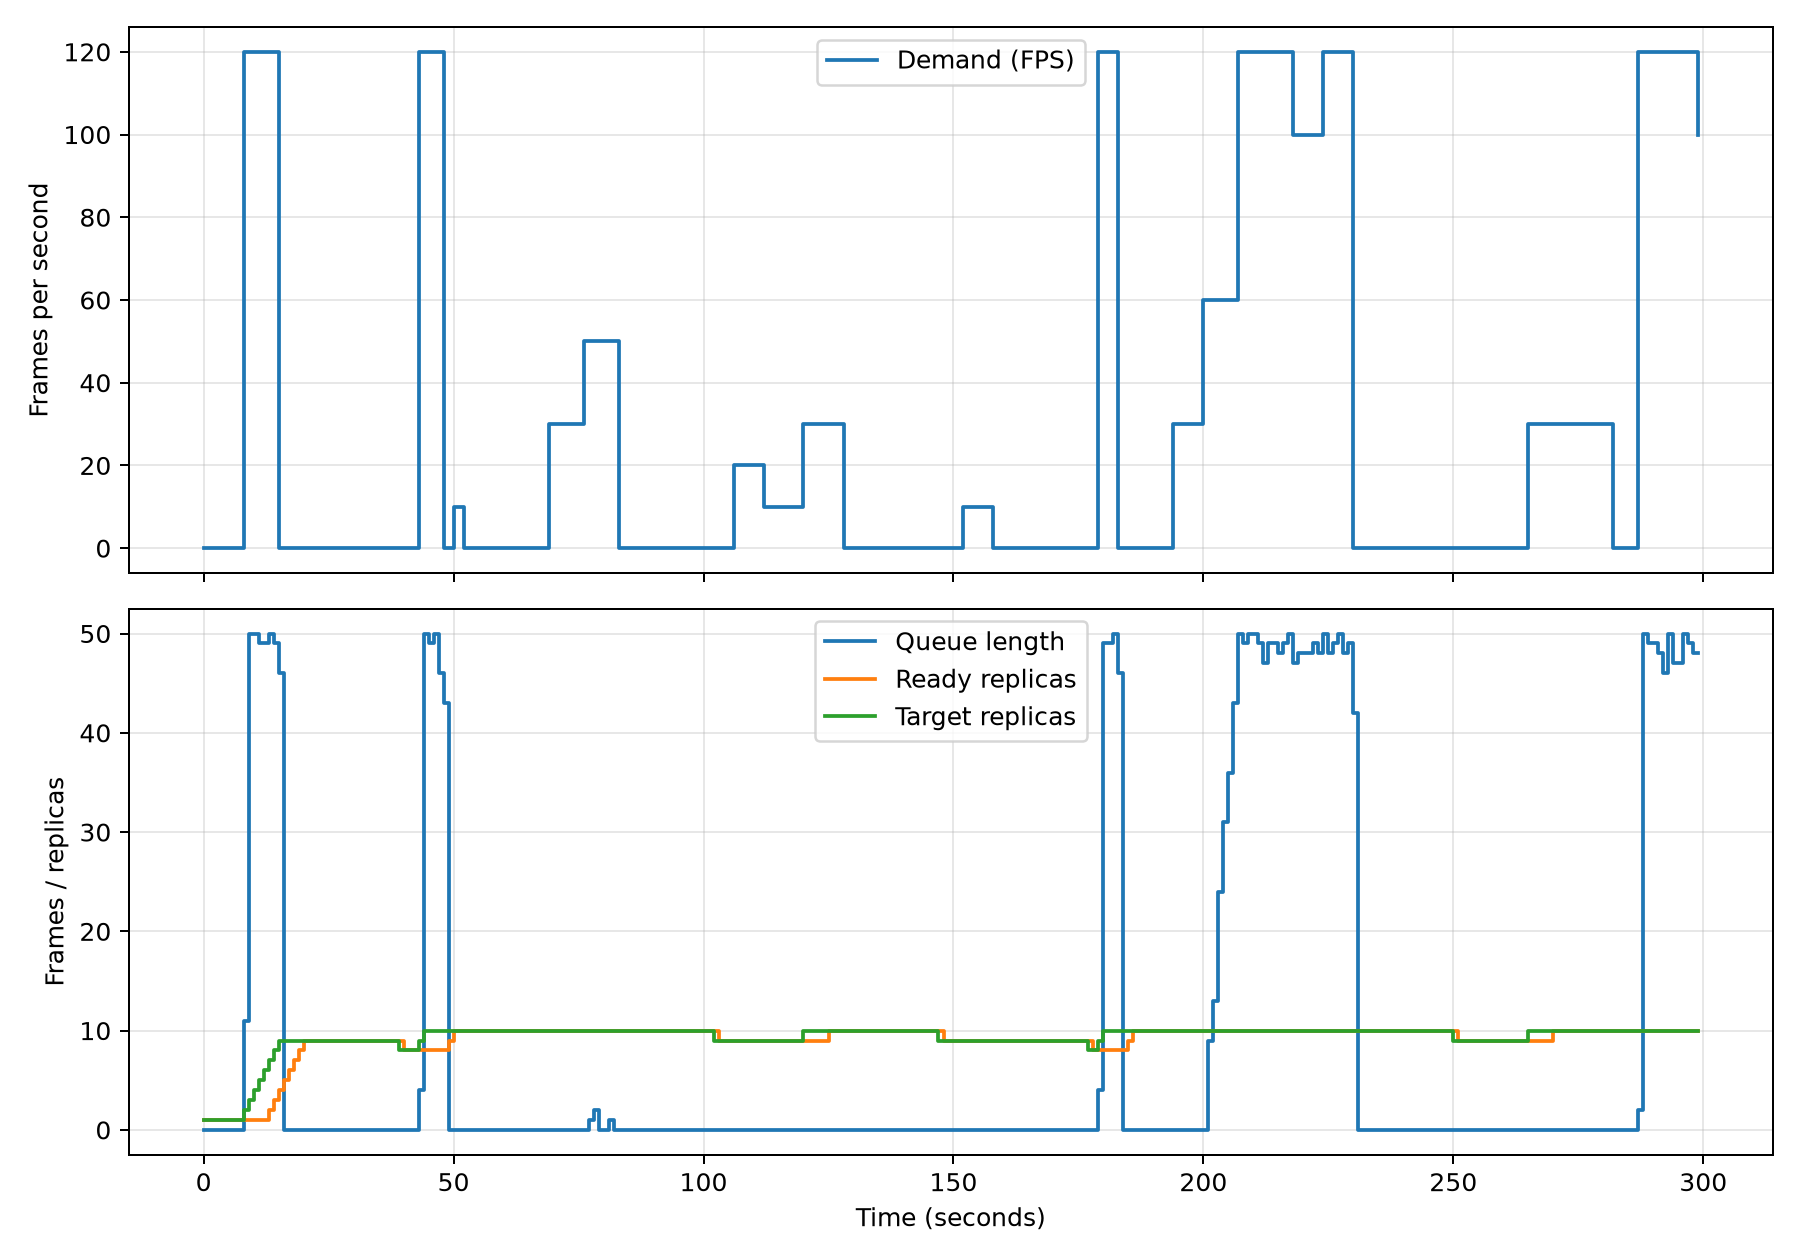 Demand (FPS)
Frames per second
120
100
80
60
40
20
0
Queue length
Ready replicas
Target replicas
Frames / replicas
50
40
30
20
10
0
0 50 100 150 200 250 300
Time (seconds)